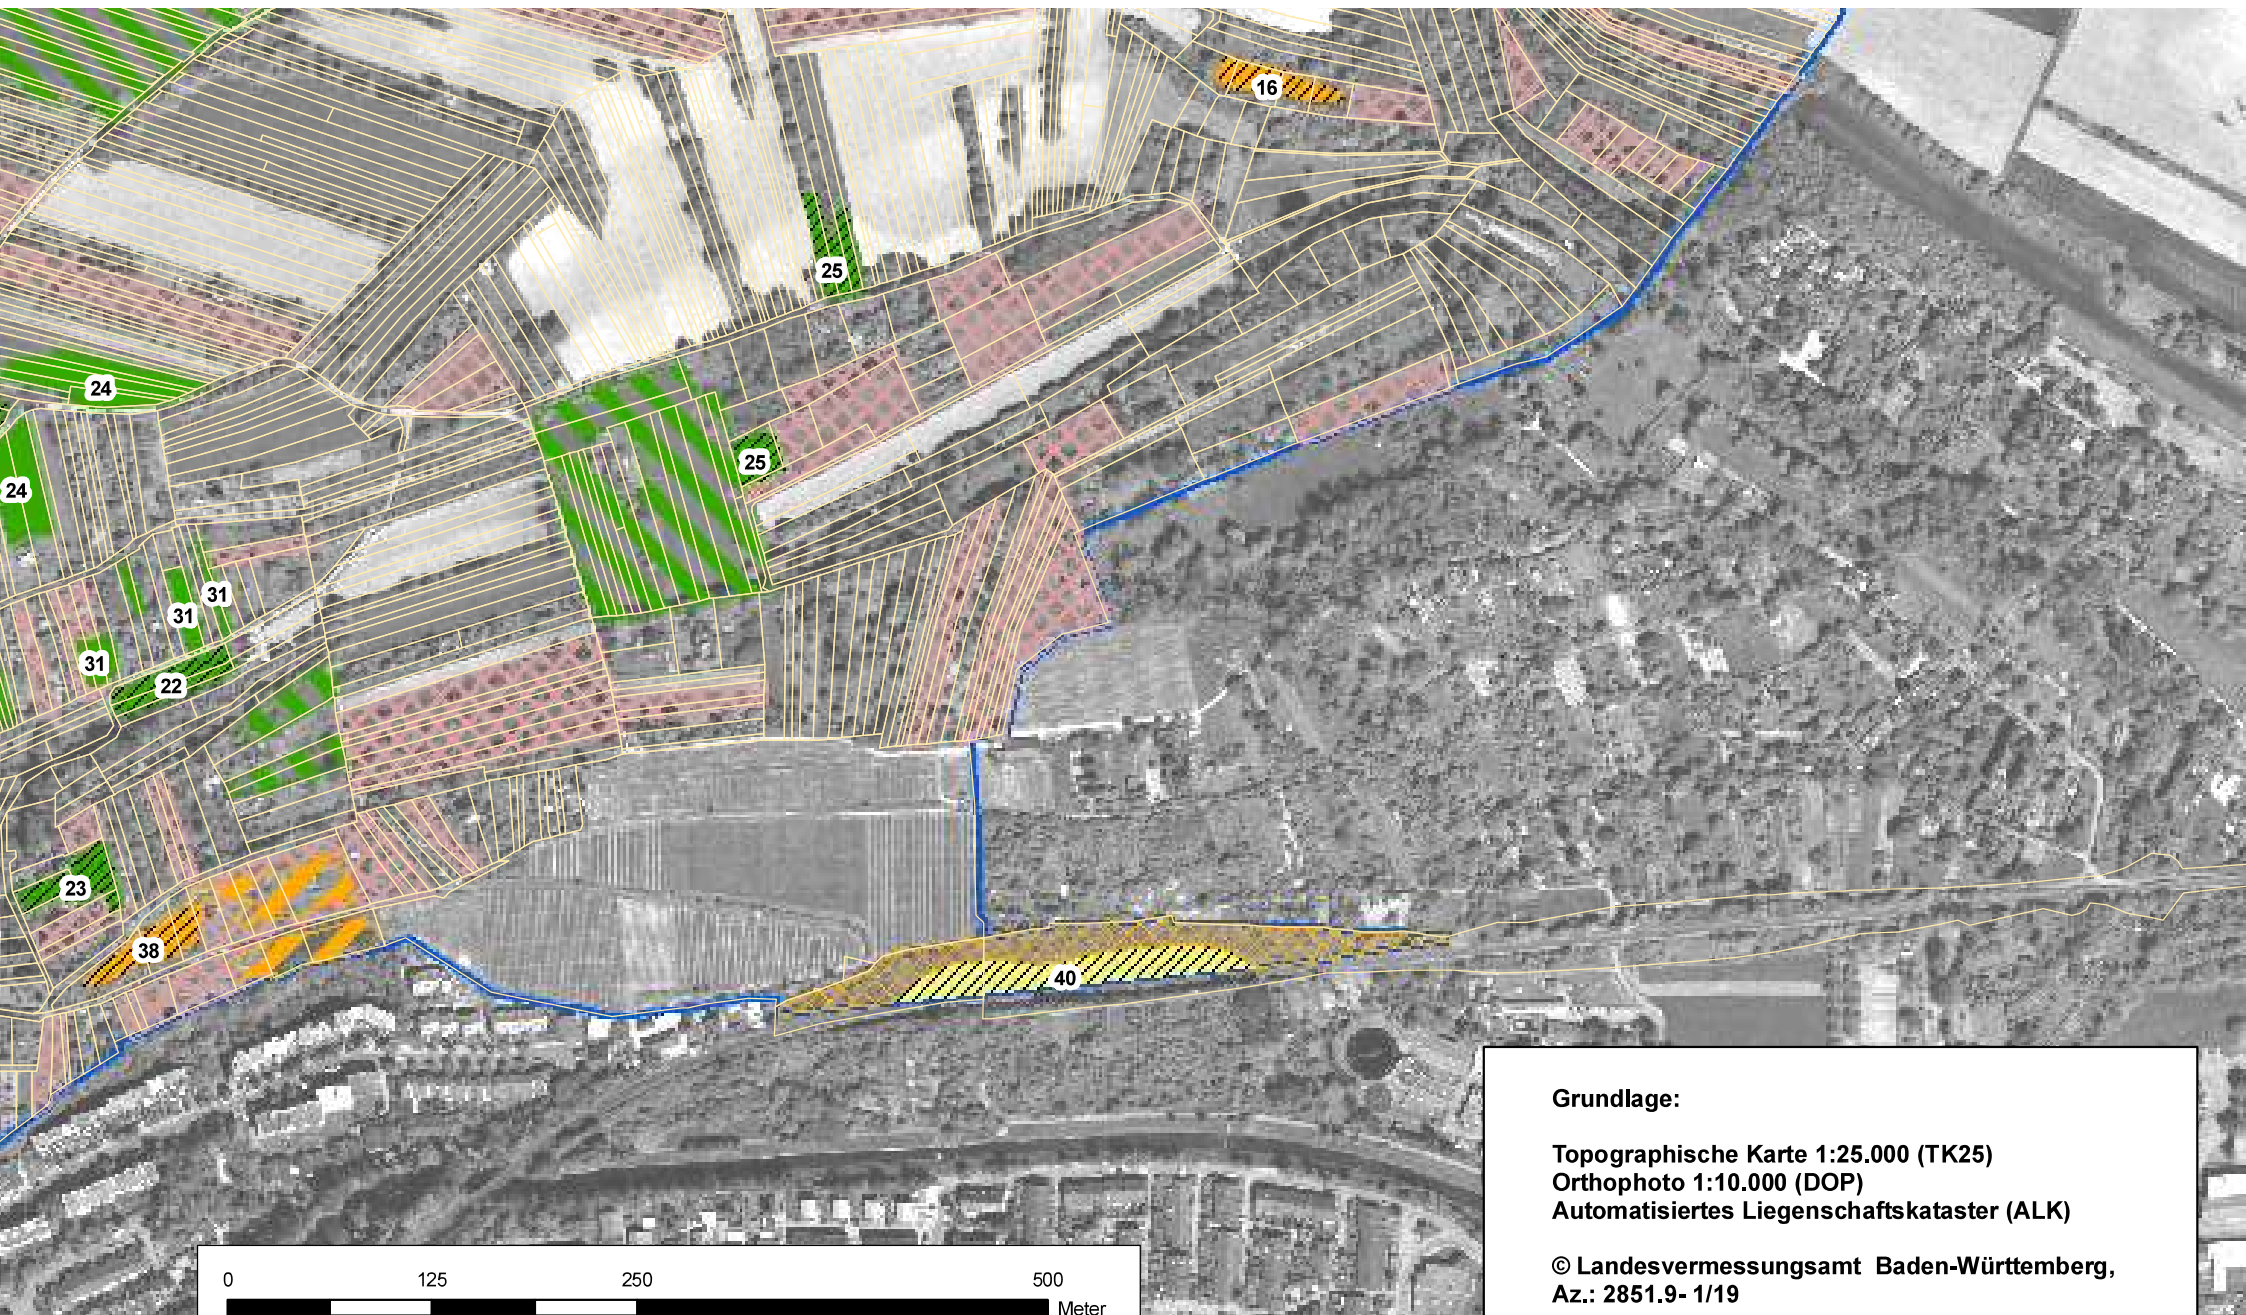 16
25
24
25
24
31
31
31
22
23
38
40
Grundlage:
Topographische Karte 1:25.000 (TK25)
Orthophoto 1:10.000 (DOP)
Automatisiertes Liegenschaftskataster (ALK)
© Landesvermessungsamt Baden-Württemberg,
Az.: 2851.9- 1/19
0 125 250 500
Meter